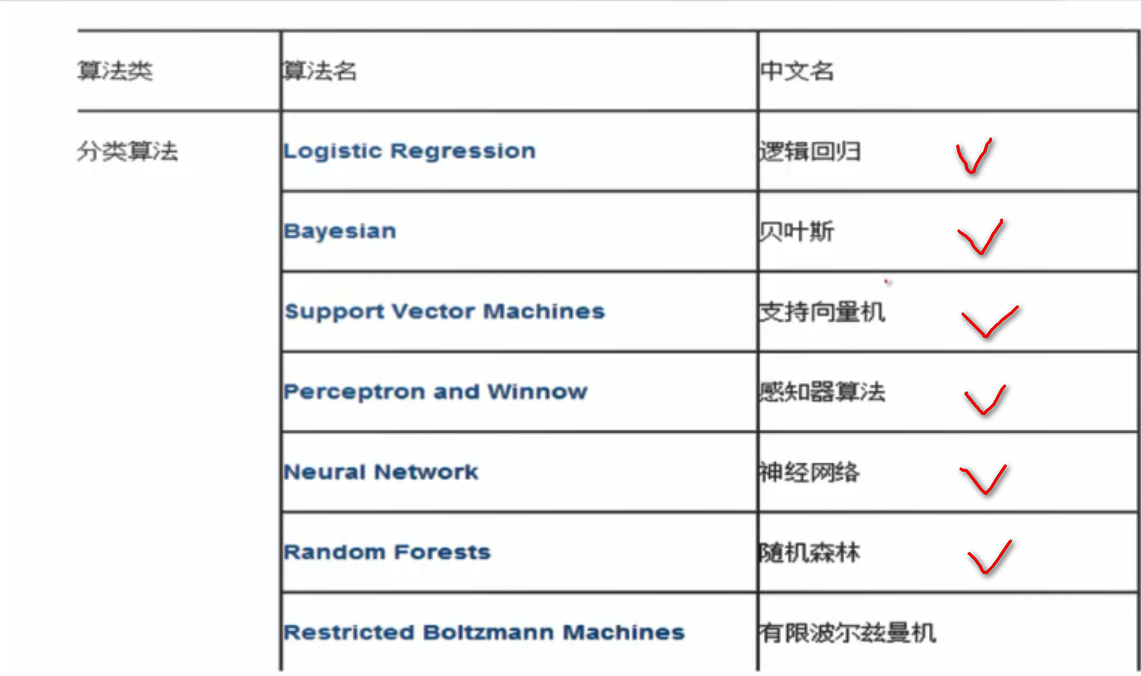 算法类 算法名 中文名
分类算法 Logistic Regression 逻辑回归
Bayesian 贝叶斯
Support Vector Machines 支持向量机
Perceptron and Winnow 感知器算法
Neural Network 神经网络
Random Forests 随机森林
Restricted Boltzmann Machines 有限波尔兹曼机